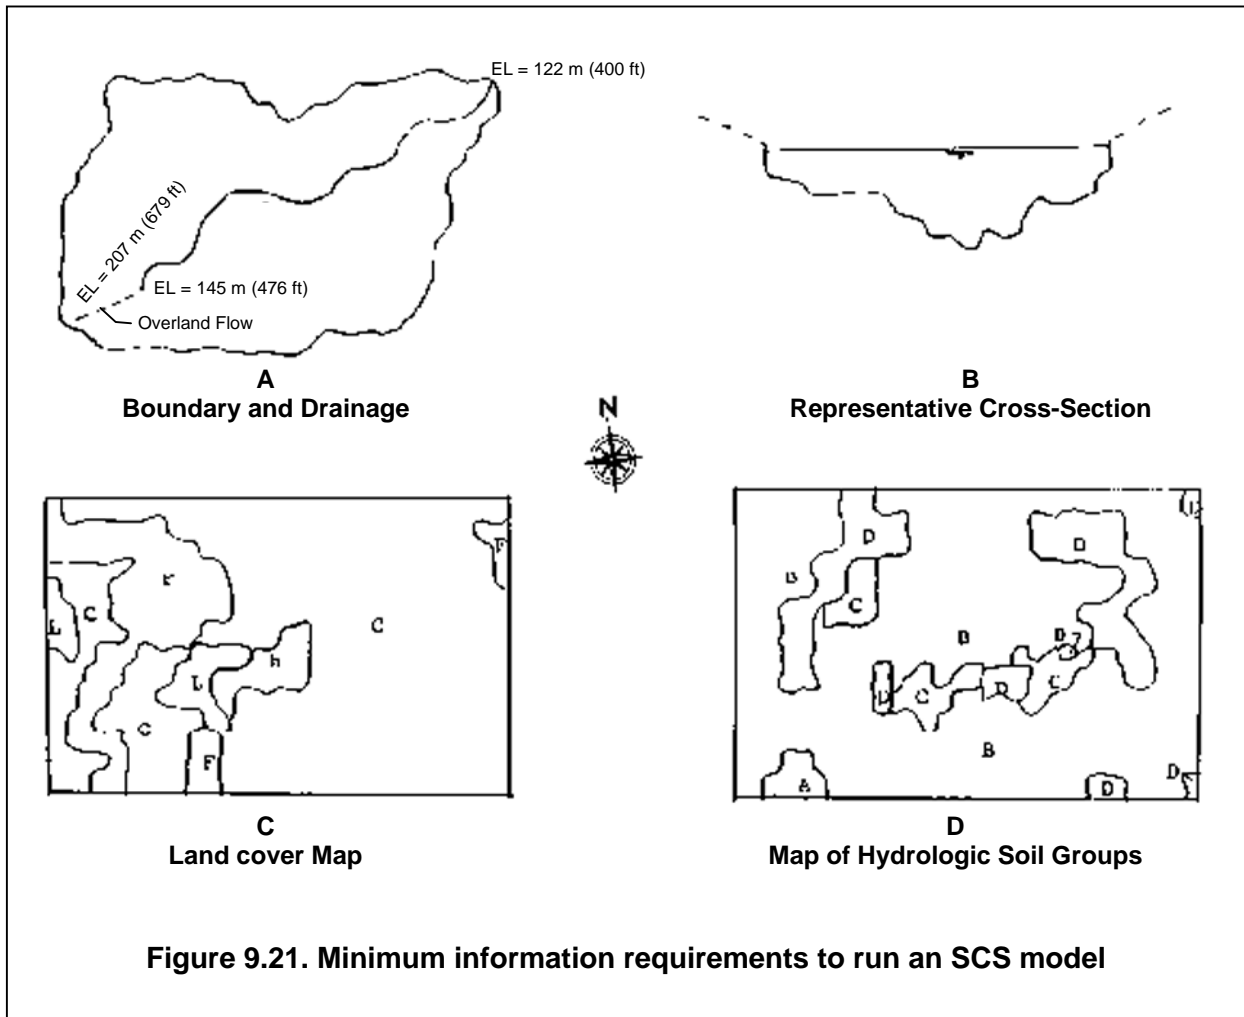 EL = 122 m (400 ft)
EL = 207 m (679 ft)
EL = 145 m (476 ft)
Overland Flow
A
Boundary and Drainage
B
Representative Cross-Section
N
F
C
L
C
L
h
G
F
C
Land cover Map
D
D
B
C
B
D
D
C
D
C
B
A
D
D
D
Map of Hydrologic Soil Groups
Figure 9.21. Minimum information requirements to run an SCS model